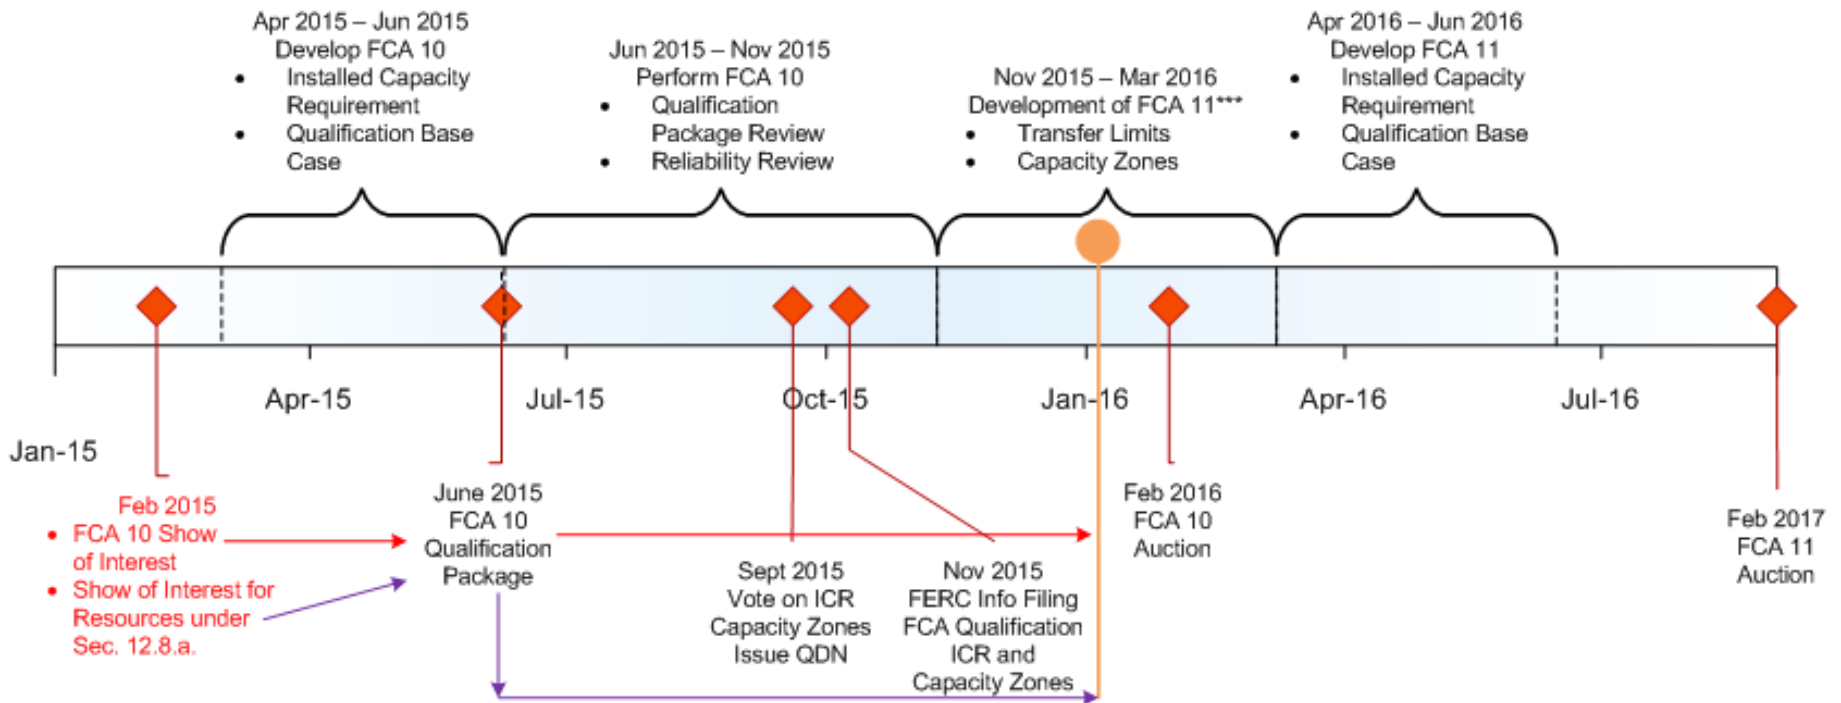 Apr 2015 – Jun 2015
Develop FCA 10
• Installed Capacity
Requirement
• Qualification Base
Case
Jun 2015 – Nov 2015
Perform FCA 10
• Qualification
Package Review
• Reliability Review
Nov 2015 – Mar 2016
Development of FCA 11***
• Transfer Limits
• Capacity Zones
Apr 2016 – Jun 2016
Develop FCA 11
• Installed Capacity
Requirement
• Qualification Base
Case
Jan-15
Apr-15
Jul-15
Oct-15
Jan-16
Apr-16
Jul-16
Feb 2015
• FCA 10 Show
of Interest
• Show of Interest for
Resources under
Sec. 12.8.a.
June 2015
FCA 10
Qualification
Package
Sept 2015
Vote on ICR
Capacity Zones
Issue QDN
Nov 2015
FERC Info Filing
FCA Qualification
ICR and
Capacity Zones
Feb 2016
FCA 10
Auction
Feb 2017
FCA 11
Auction